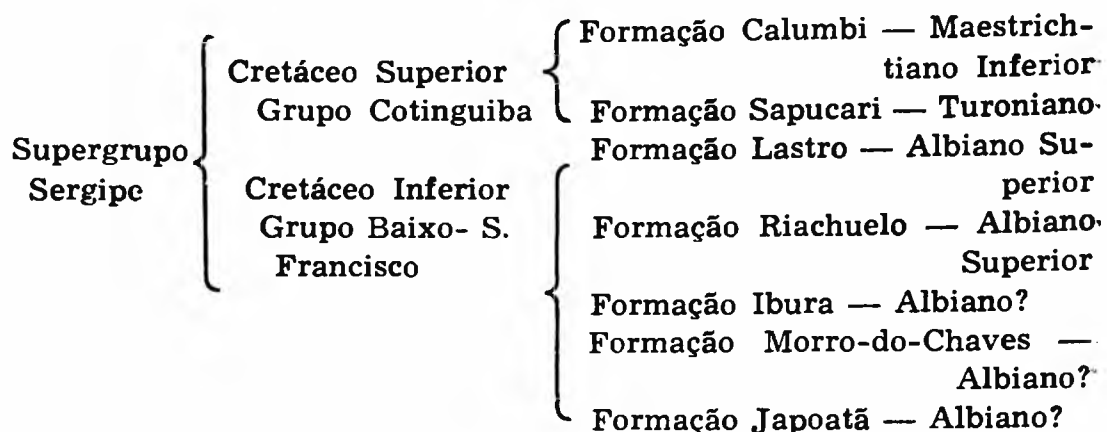 Supergrupo
Sergipe
Cretáceo Superior
Grupo Cotinguiba
Formação Calumbi — Maestrich-
tiano Inferior
Formação Sapucari — Turoniano
Cretáceo Inferior
Grupo Baixo- S.
Francisco
Formação Lastro — Albiano Su-
perior
Formação Riachuelo — Albiano
Superior
Formação Ibura — Albiano?
Formação Morro-do-Chaves —
Albiano?
Formação Japoatã — Albiano?